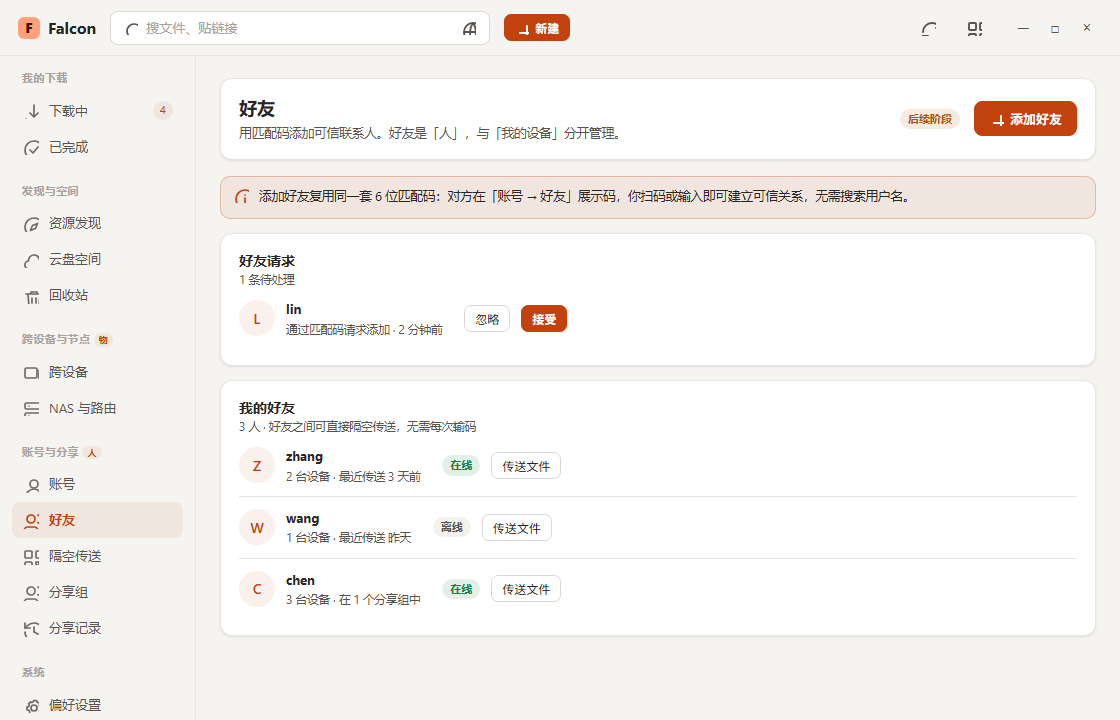 F Falcon
搜文件、贴链接
新建
我的下载
下载中 4
已完成
发现与空间
资源发现
云盘空间
回收站
跨设备与节点 物
跨设备
NAS 与路由
账号与分享 人
账号
好友
隔空传送
分享组
分享记录
系统
偏好设置
好友
用匹配码添加可信联系人。好友是「人」，与「我的设备」分开管理。
后续阶段
添加好友
添加好友复用同一套 6 位匹配码：对方在「账号 → 好友」展示码，你扫码或输入即可建立可信关系，无需搜索用户名。
好友请求
1 条待处理
L
lin
通过匹配码请求添加 · 2 分钟前
忽略
接受
我的好友
3 人 · 好友之间可直接隔空传送，无需每次输码
Z
zhang
2 台设备 · 最近传送 3 天前
在线
传送文件
W
wang
1 台设备 · 最近传送 昨天
离线
传送文件
C
chen
3 台设备 · 在 1 个分享组中
在线
传送文件